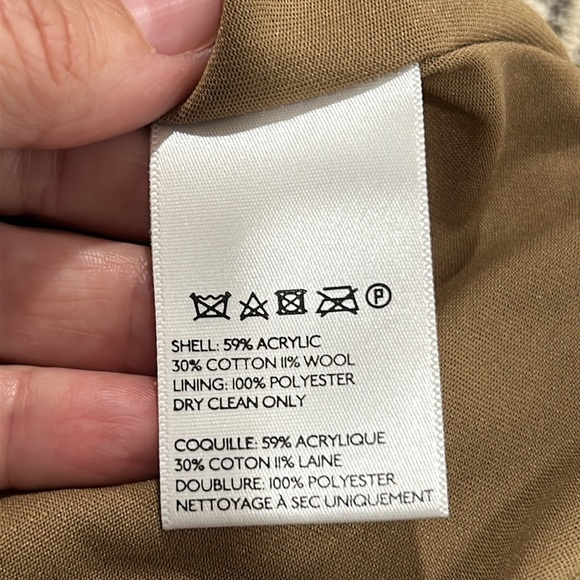 P
SHELL: 59% ACRYLIC
30% COTTON 11% WOOL
LINING: 100% POLYESTER
DRY CLEAN ONLY
COQUILLE: 59% ACRYLIQUE
30% COTON 11% LAINE
DOUBLURE: 100% POLYESTER
NETTOYAGE À SEC UNIQUEMENT